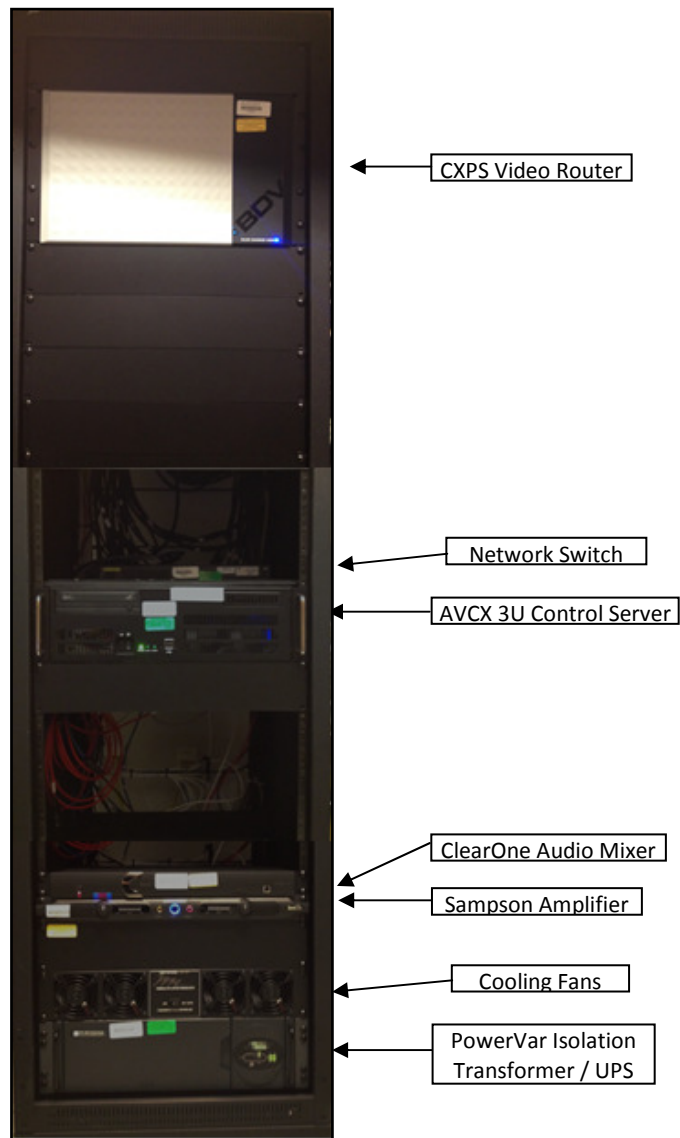 CXPS Video Router
BDV
Network Switch
AVCX 3U Control Server
ClearOne Audio Mixer
Sampson Amplifier
Cooling Fans
PowerVar Isolation
Transformer / UPS